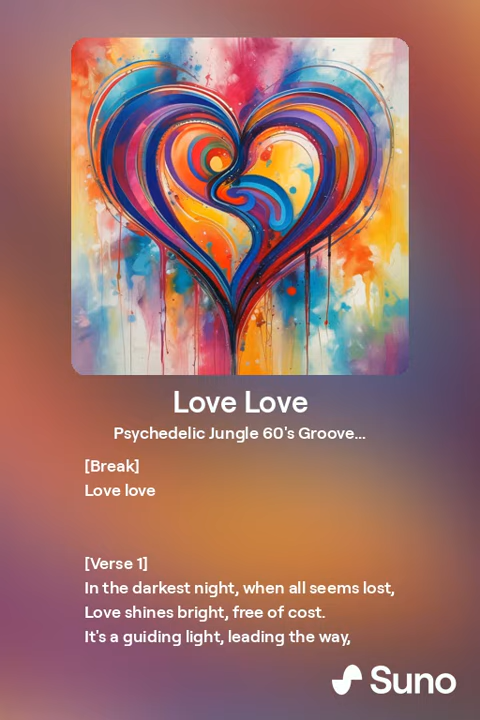 Love Love
Psychedelic Jungle 60's Groove...
[Break]
Love love
[Verse 1]
In the darkest night, when all seems lost,
Love shines bright, free of cost.
It's a guiding light, leading the way,
Suno